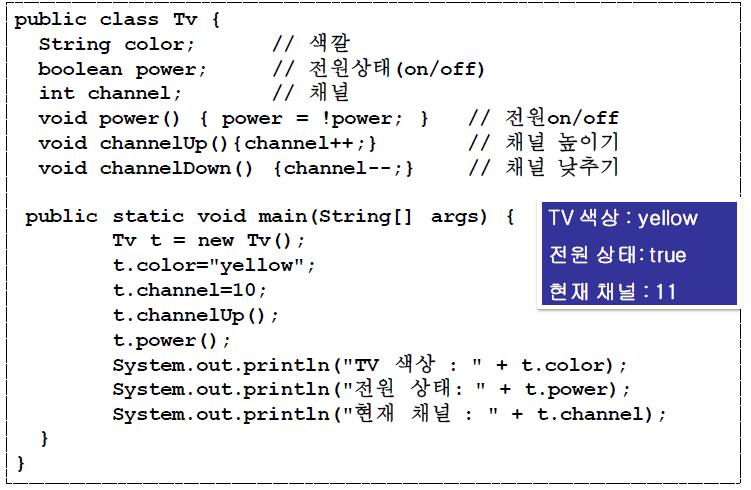 public class Tv {
String color; // 색깔
boolean power; // 전원상태(on/off)
int channel; // 채널
void power() { power = !power; } // 전원on/off
void channelUp(){channel++;} // 채널 높이기
void channelDown() {channel--;} // 채널 낮추기
public static void main(String[] args) {
Tv t = new Tv();
t.color="yellow";
t.channel=10;
t.channelUp();
t.power();
System.out.println("TV 색상 : " + t.color);
System.out.println("전원 상태: " + t.power);
System.out.println("현재 채널 : " + t.channel);
}
}
TV 색상 : yellow
전원 상태: true
현재 채널 : 11